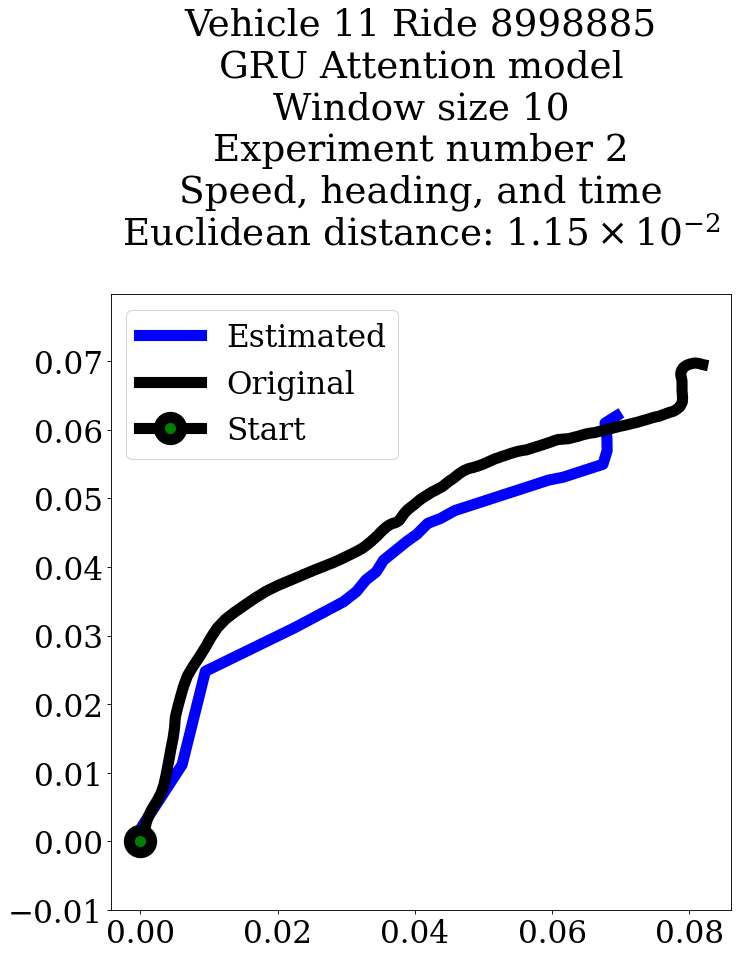 Vehicle 11 Ride 8998885
GRU Attention model
Window size 10
Experiment number 2
Speed, heading, and time
Euclidean distance: 1.15 × 10⁻²
Estimated
Original
Start
0.07
0.06
0.05
0.04
0.03
0.02
0.01
0.00
−0.01
0.00 0.02 0.04 0.06 0.08